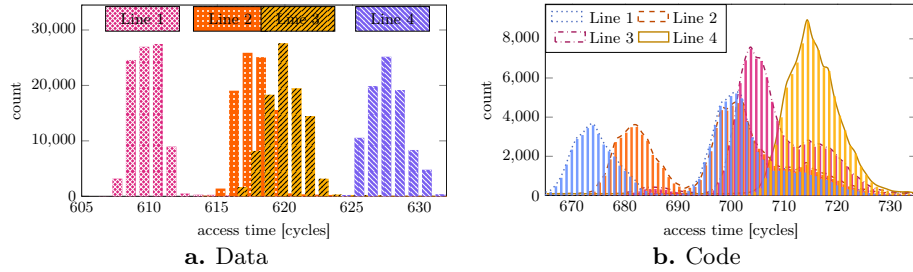 Line 1 Line 2 Line 3 Line 4
30,000
20,000
10,000
0
count
605 610 615 620 625 630
access time [cycles]
a. Data
Line 1 Line 2
Line 3 Line 4
8,000
6,000
4,000
2,000
0
count
670 680 690 700 710 720 730
access time [cycles]
b. Code